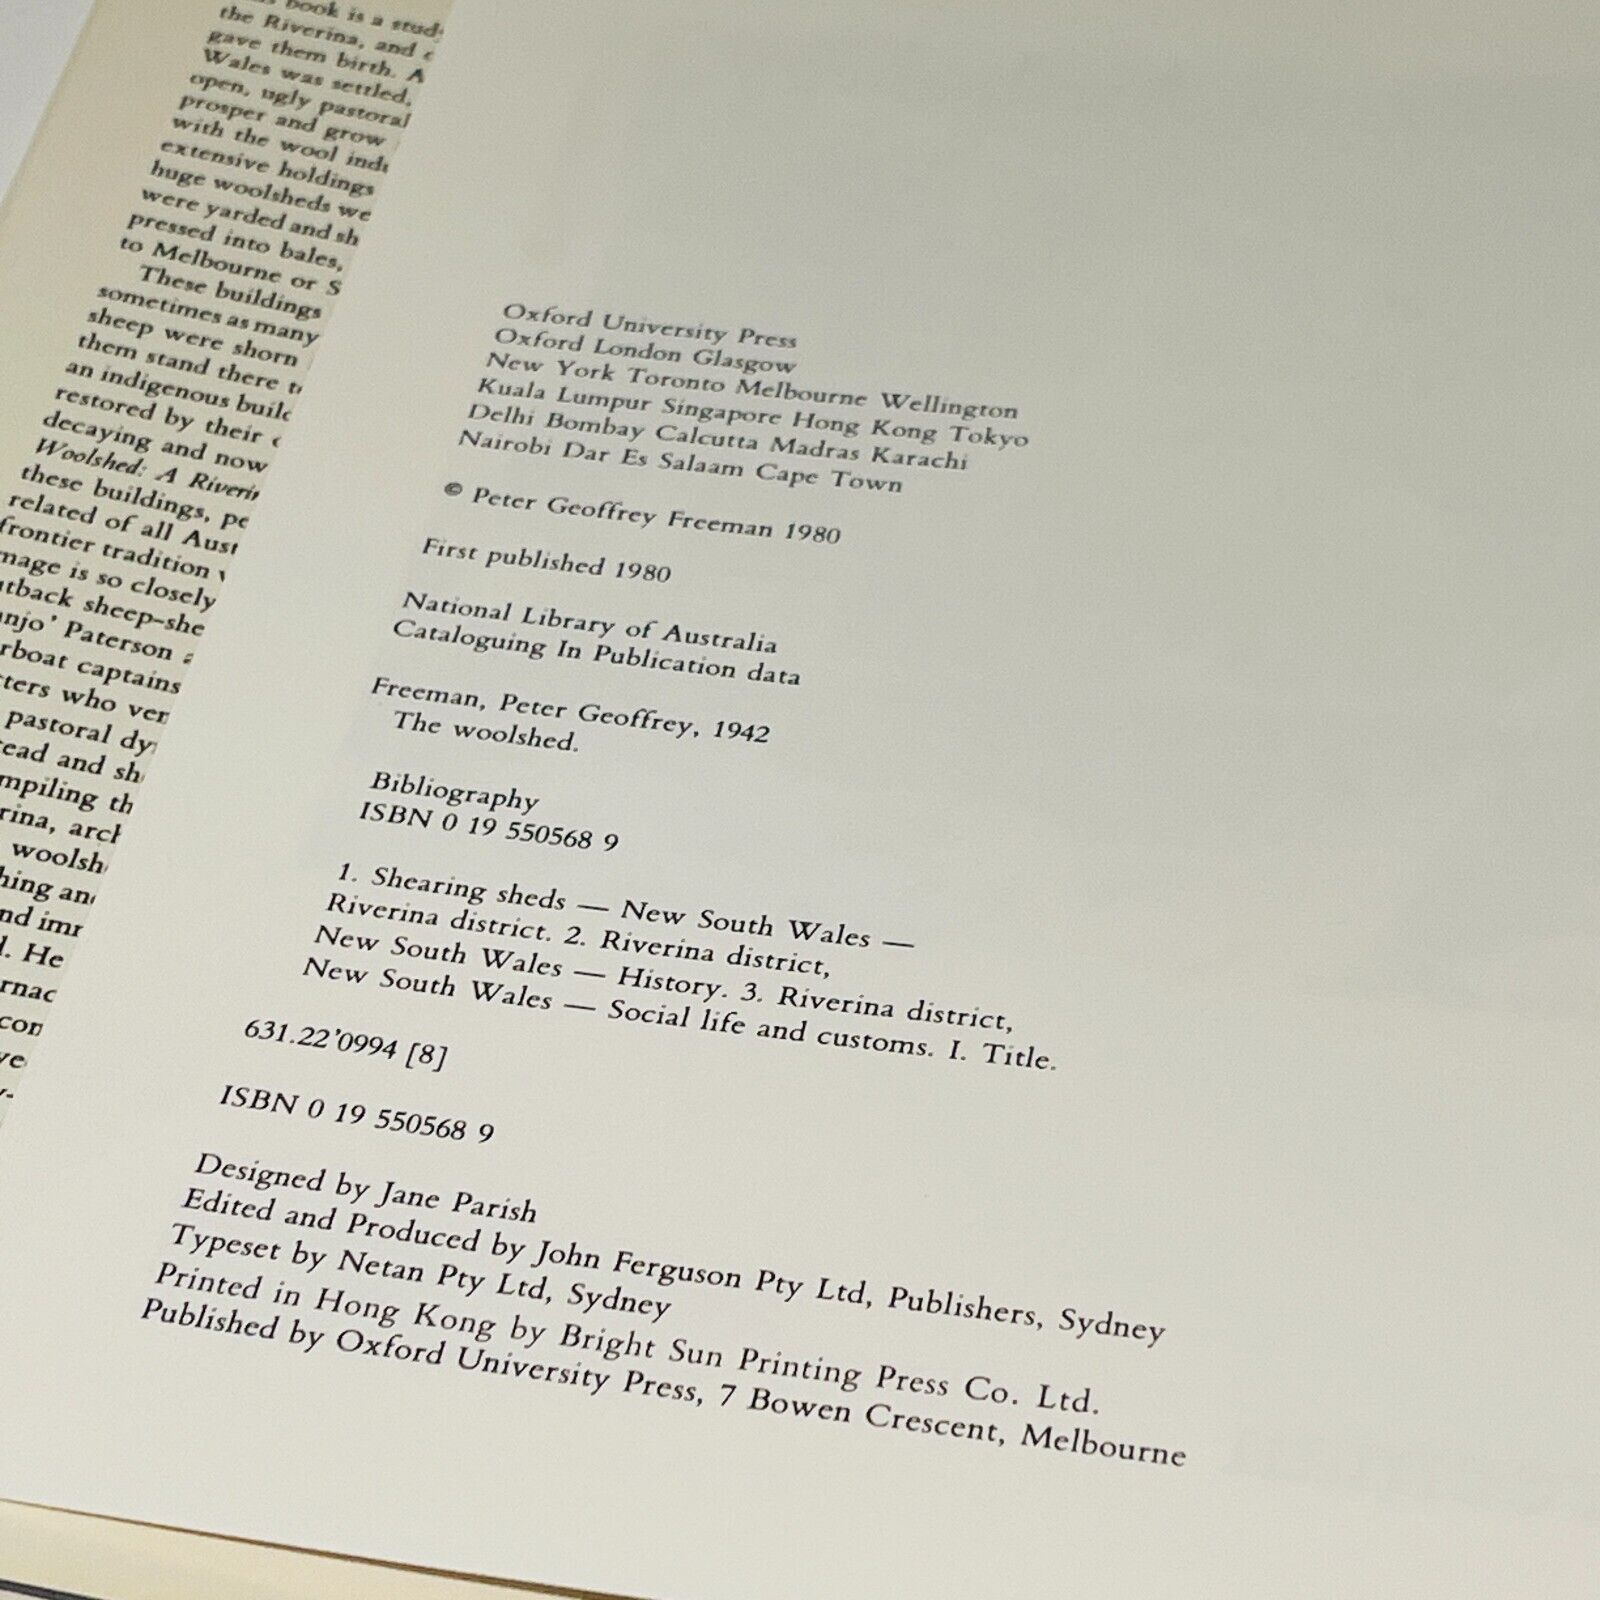 book is a
the Riverina, and
gave them birth. A
Wales was settled,
open, ugly pastoral
prosper and grow
with the wool
extensive holdings
huge woolsheds we
were yarded and sh
pressed into bales,
to Melbourne or S
These buildings
sometimes as many
sheep were shorn
them stand there
an indigenous
restored by their
decaying and now
Woolshed: A
these buildings, pe
related of all Aust
frontier tradition
mage is so closely
tback sheep-she
njo' Paterson
rboat captains
tters who ver
pastoral dy
ead and sh
mpiling th
rina, arch
woolsh
hing and
nd imr
l. He
rnac
con
ve
y-
Oxford University Press
Oxford London Glasgow
New York Toronto Melbourne Wellington
Kuala Lumpur Singapore Hong Kong Tokyo
Delhi Bombay Calcutta Madras Karachi
Nairobi Dar Es Salaam Cape Town
© Peter Geoffrey Freeman 1980
First published 1980
National Library of Australia
Cataloguing In Publication data
Freeman, Peter Geoffrey, 1942
The woolshed.
Bibliography
ISBN 0 19 550568 9
1. Shearing sheds — New South Wales —
Riverina district. 2. Riverina district,
New South Wales — History. 3. Riverina district,
New South Wales — Social life and customs. I. Title.
631.22'0994 [8]
ISBN 0 19 550568 9
Designed by Jane Parish
Edited and Produced by John Ferguson Pty Ltd, Publishers, Sydney
Typeset by Netan Pty Ltd, Sydney
Printed in Hong Kong by Bright Sun Printing Press Co. Ltd.
Published by Oxford University Press, 7 Bowen Crescent, Melbourne